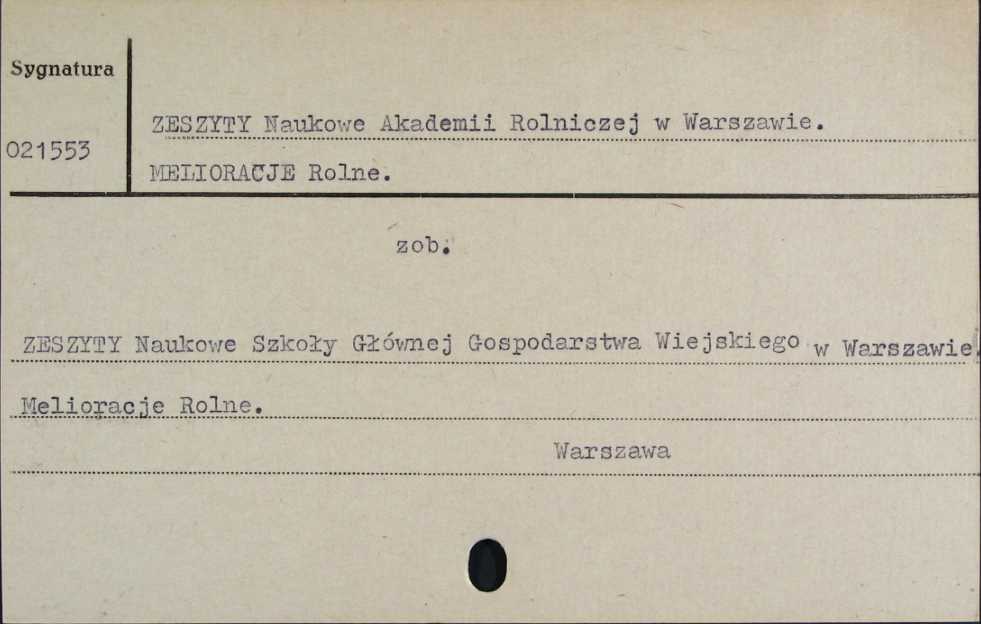 Sygnatura
ZESZYTY Naukowe Akademii Rolniczej w Warszawie.
021553
MELIORACJE Rolne.
zob.
ZESZYTY Naukowe Szkoły Głównej Gospodarstwa Wiejskiego w Warszawie.
Melioracje Rolne.
Warszawa